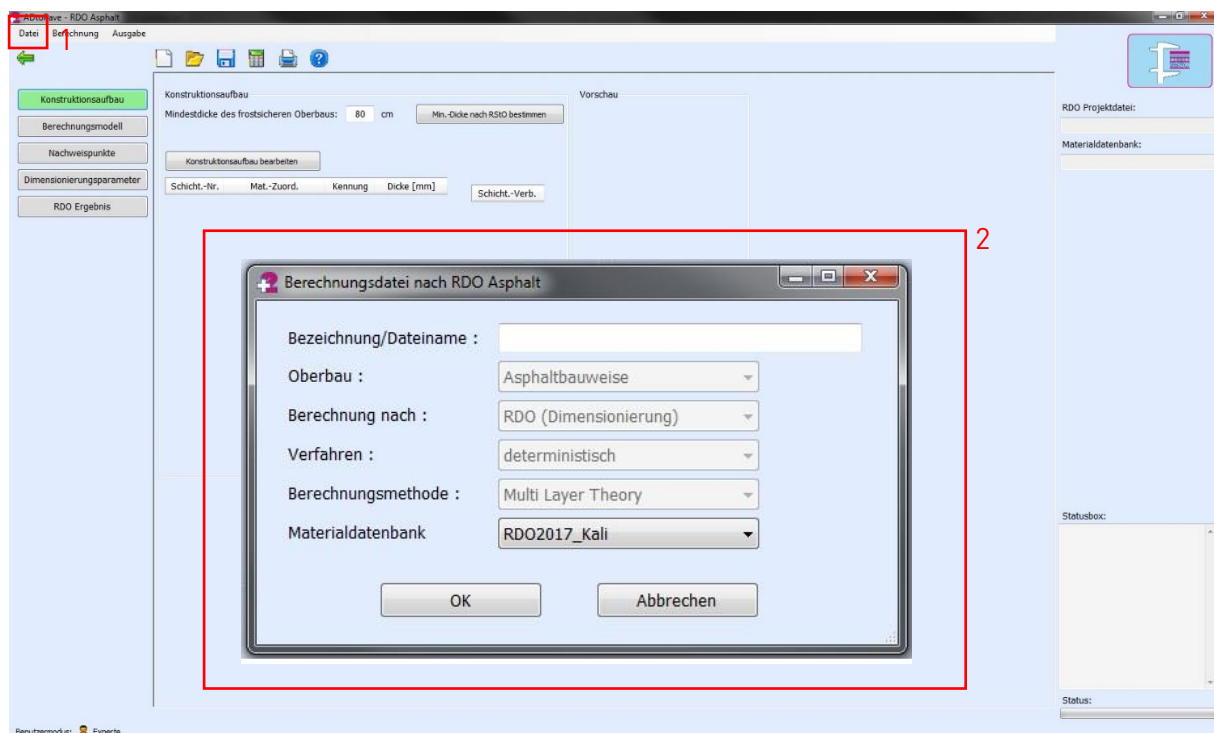 ADtoPave - RDO Asphalt
Datei Berechnung Ausgabe
1
Konstruktionsaufbau
Berechnungsmodell
Nachweispunkte
Dimensionierungsparameter
RDO Ergebnis
Konstruktionsaufbau
Mindestdicke des frostsicheren Oberbaus: 80 cm Min.-Dicke nach RStO bestimmen
Konstruktonsaufbau bearbeiten
Schicht.-Nr. Mat.-Zuord. Kennung Dicke [mm]
Schicht.-Verb.
Vorschau
RDO Projektdatei:
Materialdatenbank:
2
Berechnungsdatei nach RDO Asphalt
Bezeichnung/Dateiname :
Oberbau : Asphaltbauweise
Berechnung nach : RDO (Dimensionierung)
Verfahren : deterministisch
Berechnungsmethode : Multi Layer Theory
Materialdatenbank RDO2017_Kali
OK Abbrechen
Statusbox:
Status:
Benutzermodus: Experte